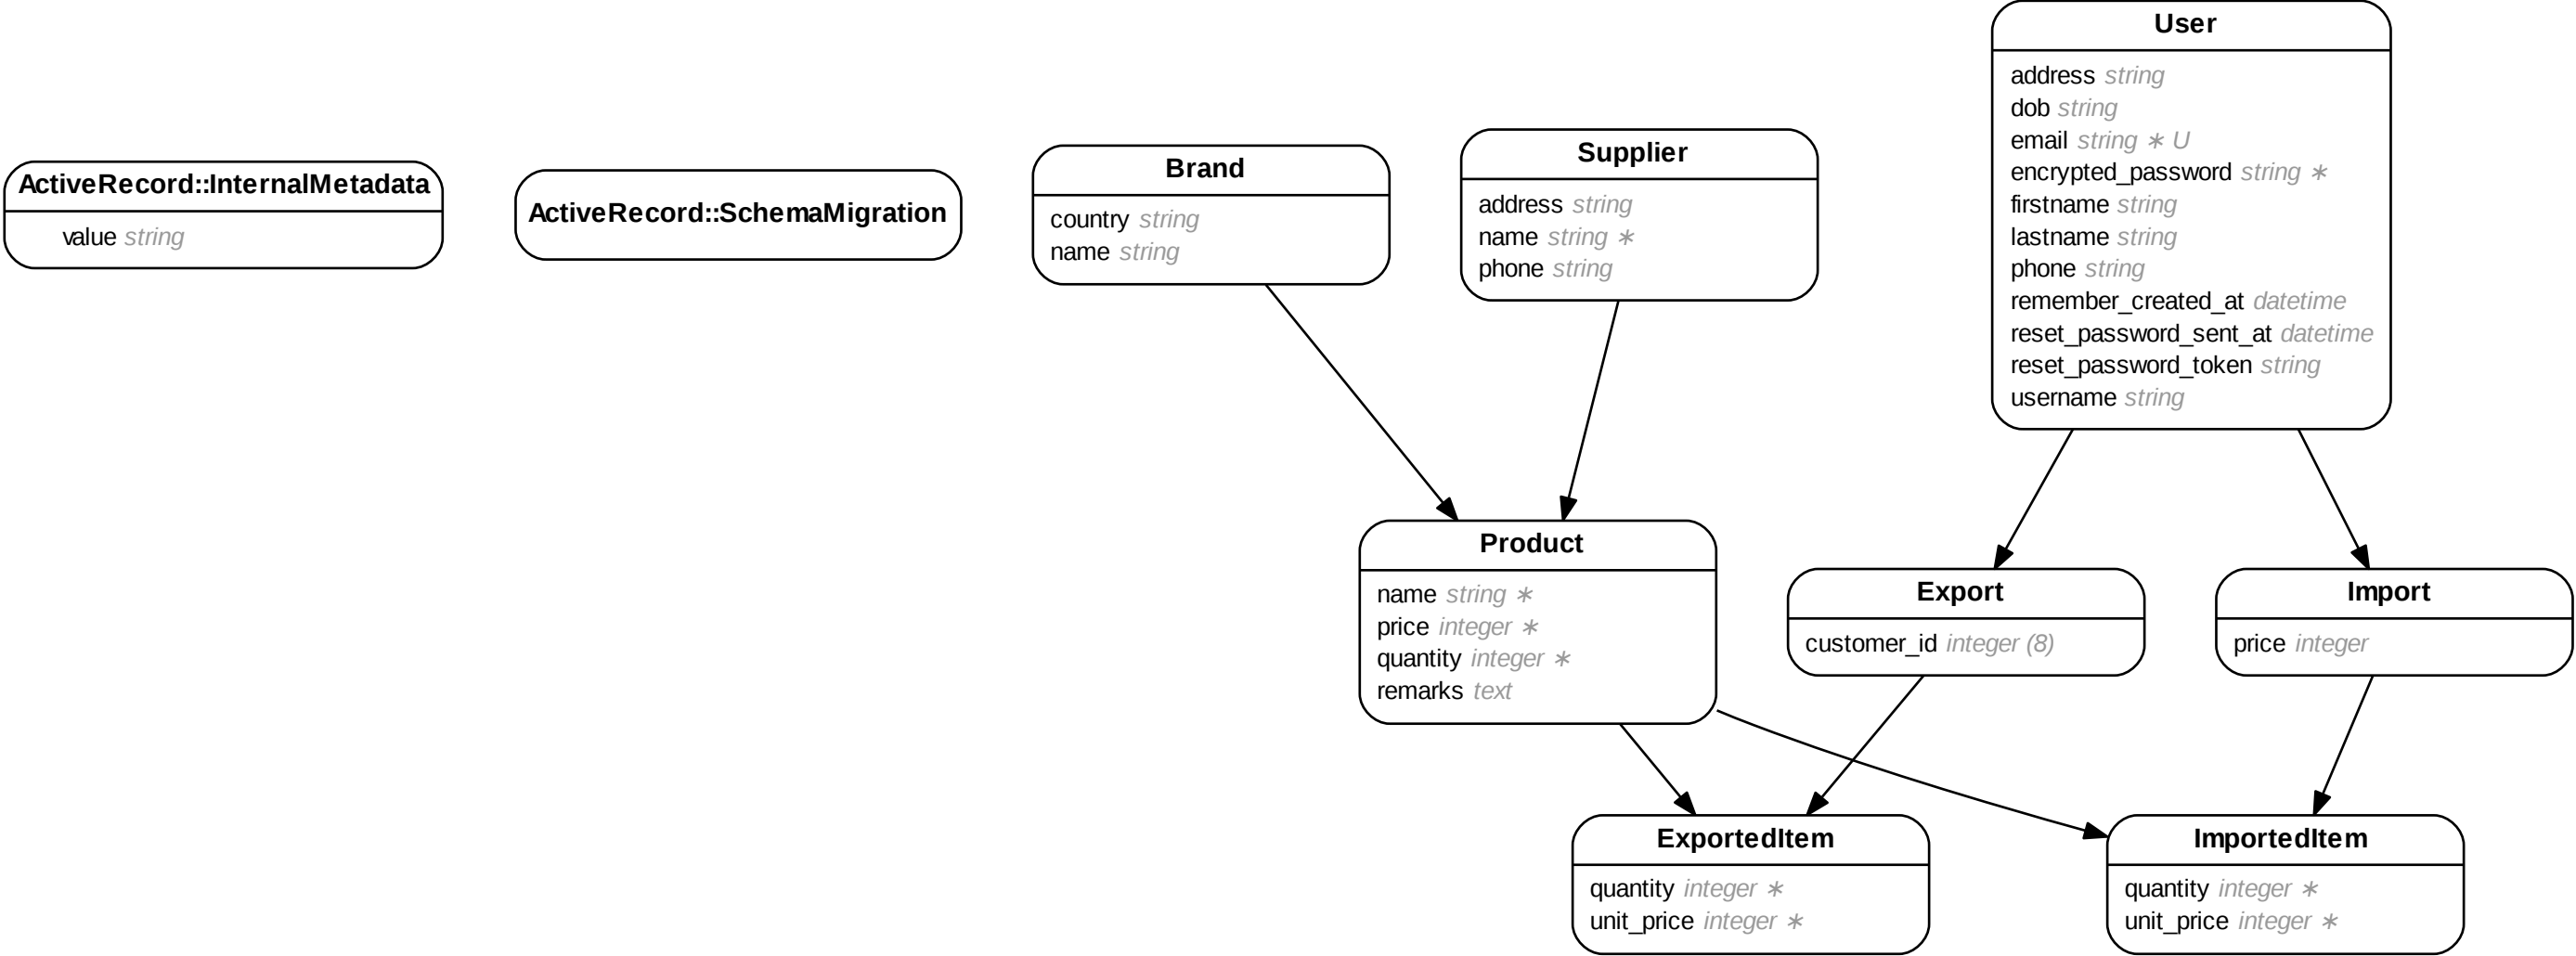 ActiveRecord::InternalMetadata
value string
ActiveRecord::SchemaMigration
Brand
country string
name string
Supplier
address string
name string ∗
phone string
User
address string
dob string
email string ∗ U
encrypted_password string ∗
firstname string
lastname string
phone string
remember_created_at datetime
reset_password_sent_at datetime
reset_password_token string
username string
Product
name string ∗
price integer ∗
quantity integer ∗
remarks text
Export
customer_id integer (8)
Import
price integer
ExportedItem
quantity integer ∗
unit_price integer ∗
ImportedItem
quantity integer ∗
unit_price integer ∗